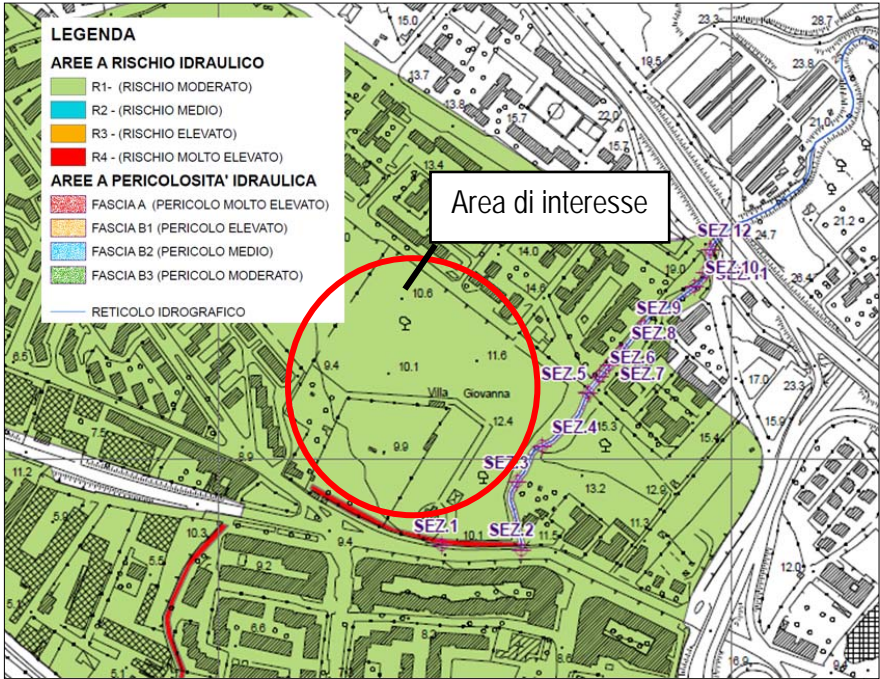 LEGENDA
AREE A RISCHIO IDRAULICO
R1- (RISCHIO MODERATO)
R2 - (RISCHIO MEDIO)
R3 - (RISCHIO ELEVATO)
R4 - (RISCHIO MOLTO ELEVATO)
AREE A PERICOLOSITA' IDRAULICA
FASCIA A (PERICOLO MOLTO ELEVATO)
FASCIA B1 (PERICOLO ELEVATO)
FASCIA B2 (PERICOLO MEDIO)
FASCIA B3 (PERICOLO MODERATO)
RETICOLO IDROGRAFICO
15.0
23.3
28.7
19.5
23.8
13.7
13.8
15.7
22.0
21.0
15.7
13.4
Area di interesse
21.2
SEZ.12
24.7
14.0
19.0
SEZ.10
SEZ.11
26.4
14.6
10.6
SEZ.9
SEZ.8
6.5
9.4
11.6
SEZ.6
10.1
SEZ.5
SEZ.7
17.0
23.3
Villa Giovanna
12.4
15.3
15.9
7.5
SEZ.4
15.4
9.9
8.9
SEZ.3
11.2
13.2
12.9
10.3
SEZ.1
10.1
SEZ.2
11.5
11.3
9.4
5.5
9.2
12.0
6.6
8.2
8.6
5.1
16.9